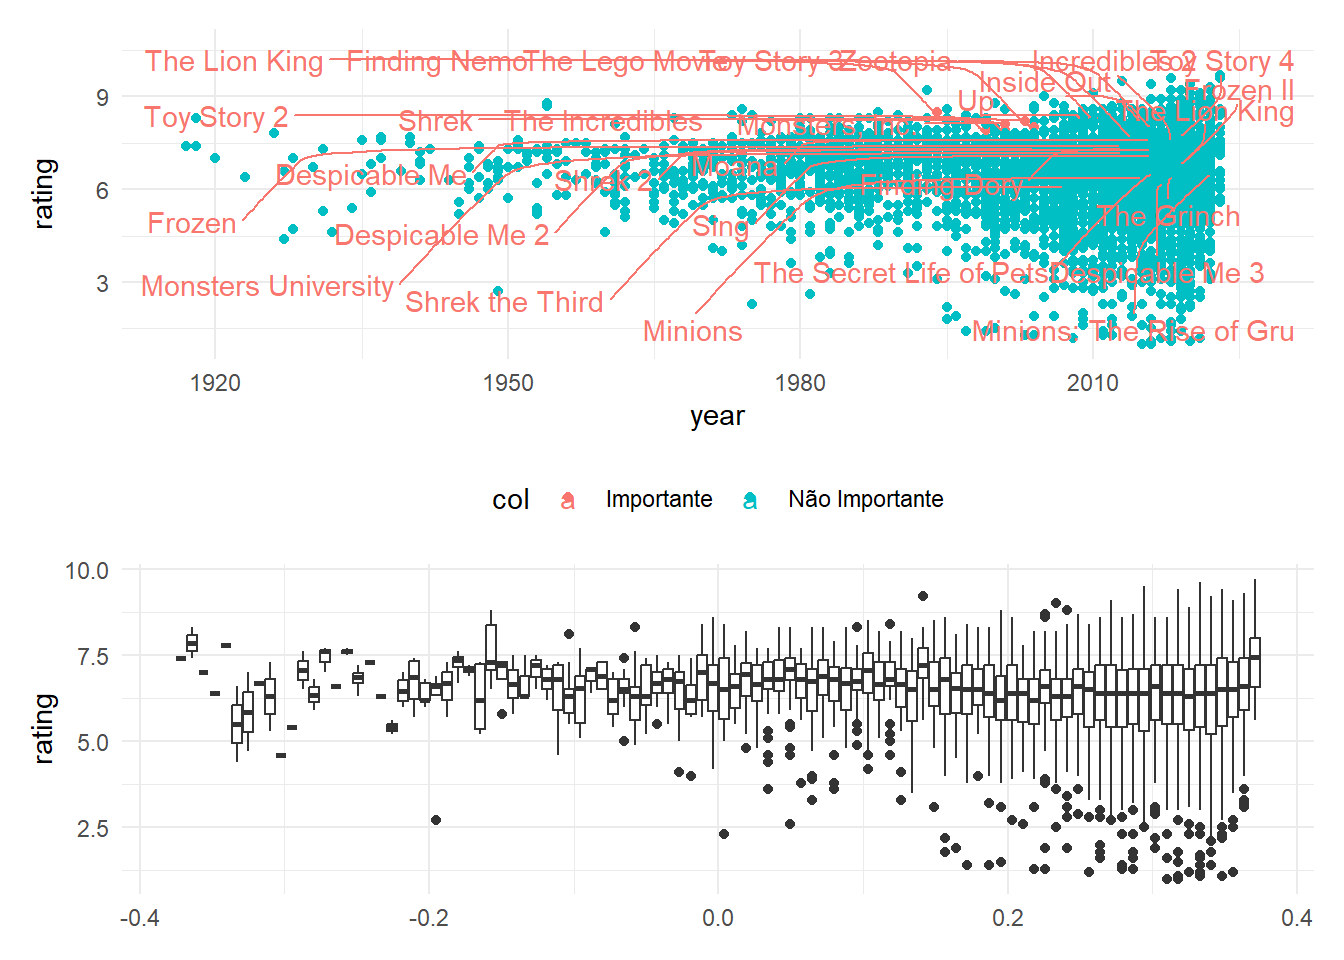 The Lion King Finding Nemo The Lego Movie Toy Story 3 Zootopia Incredibles 2 Toy Story 4
Inside Out Frozen II
9 Up
Toy Story 2 Shrek The Incredibles Monsters, Inc. The Lion King
rating
6 Despicable Me Shrek 2 Moana Finding Dory
Frozen Despicable Me 2 Sing The Grinch
3 Monsters University Shrek the Third The Secret Life of Pets Despicable Me 3
Minions Minions: The Rise of Gru
1920 1950 1980 2010
year
col a Importante a Não Importante
10.0
7.5
rating
5.0
2.5
-0.4 -0.2 0.0 0.2 0.4